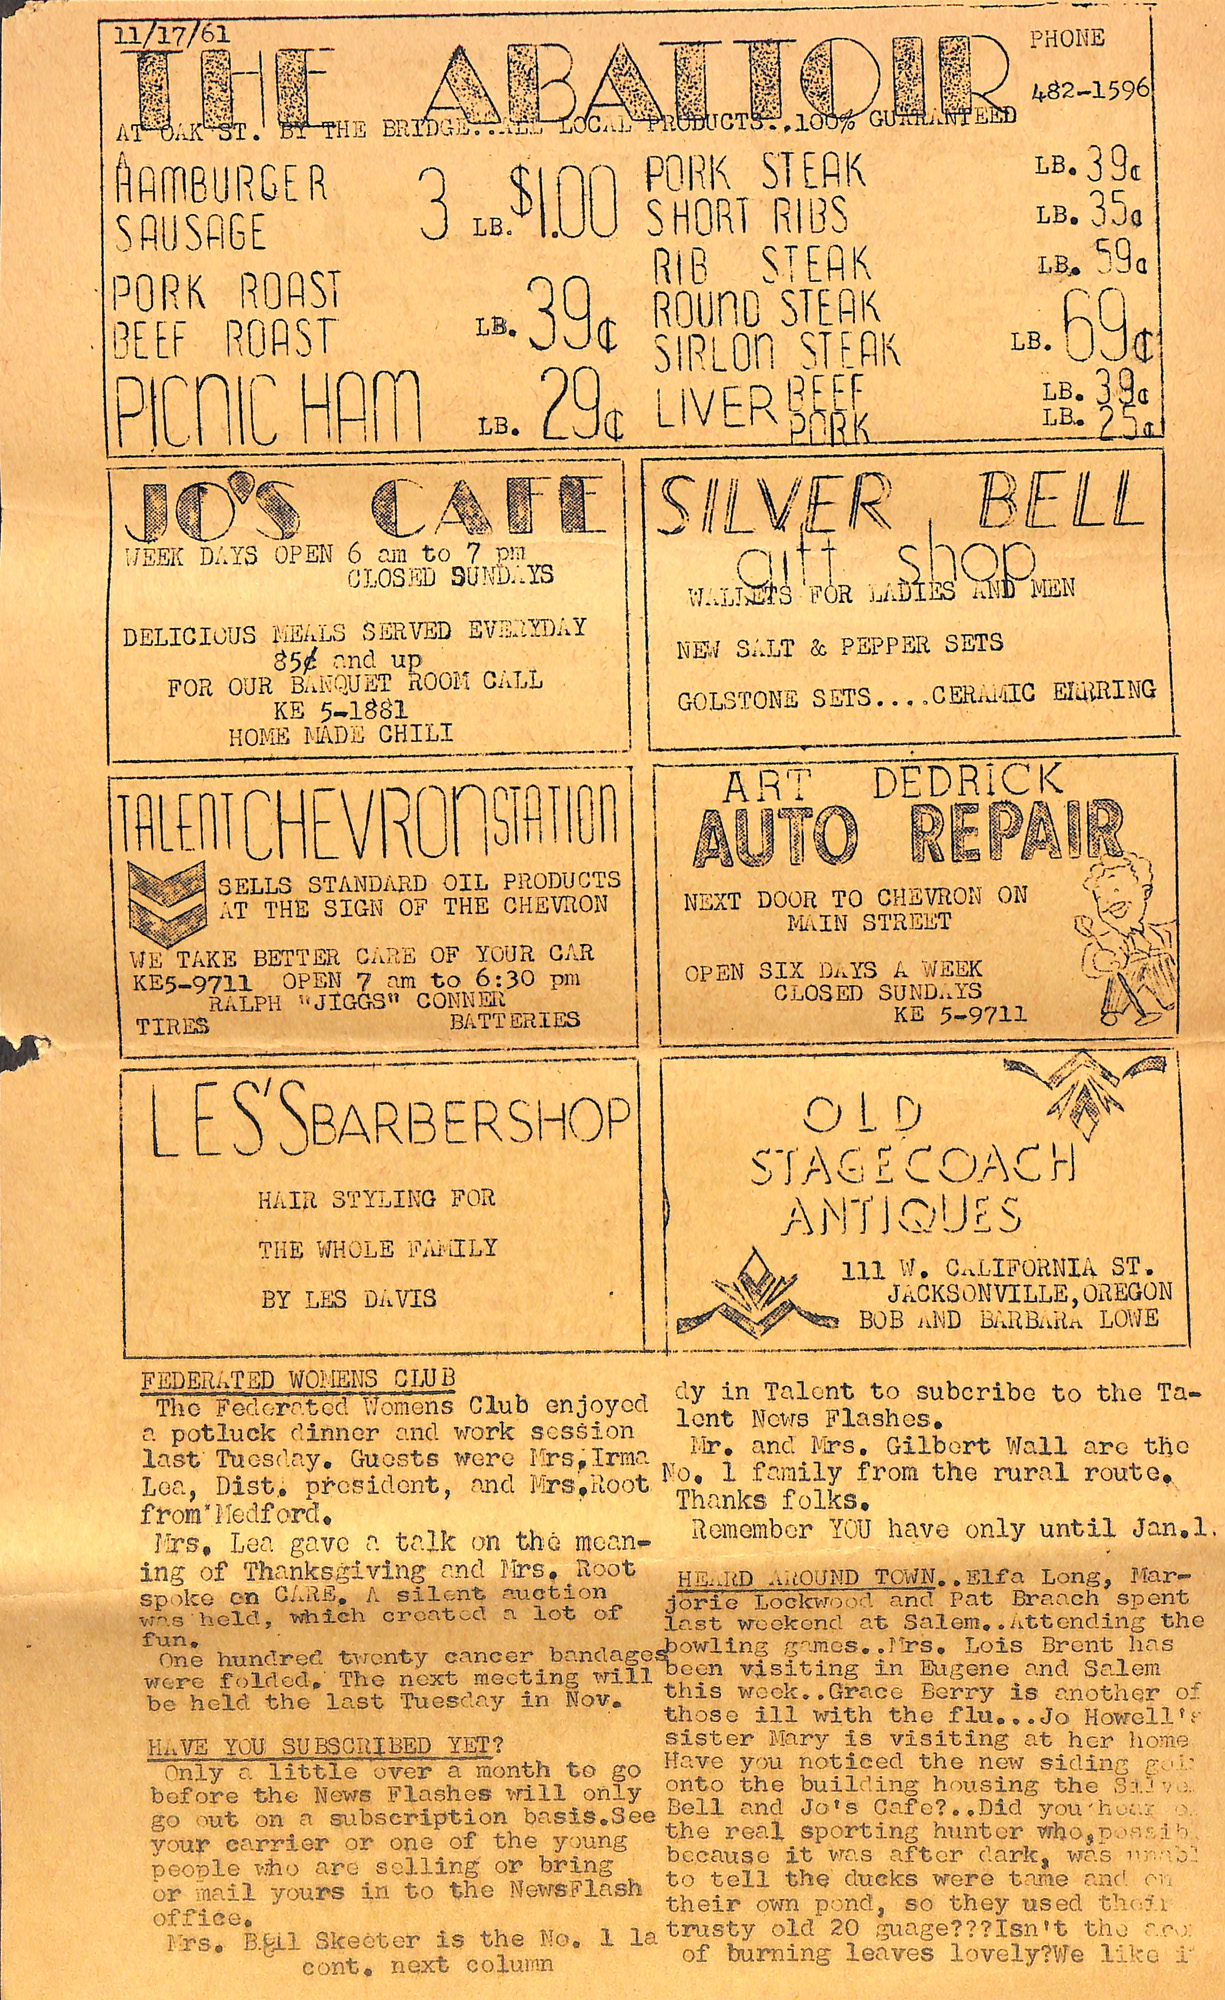 11/17/61
THE ABATTOIR
PHONE
482-1596
AT OAK ST. BY THE BRIDGE..ALL LOCAL PRODUCTS..100% GUARANTEED
HAMBURGER
SAUSAGE
3 LB. $1.00
PORK ROAST
BEEF ROAST
LB. 39¢
PICNIC HAM LB. 29¢
PORK STEAK LB. 39¢
SHORT RIBS LB. 35¢
RIB STEAK LB. 59¢
ROUND STEAK
SIRLON STEAK
LB. 69¢
LIVER BEEF LB. 39¢
PORK LB. 25¢
JO'S CAFE
WEEK DAYS OPEN 6 am to 7 pm
CLOSED SUNDAYS
DELICIOUS MEALS SERVED EVERYDAY
85¢ and up
FOR OUR BANQUET ROOM CALL
KE 5-1881
HOME MADE CHILI
SILVER BELL
gift shop
WALLETS FOR LADIES AND MEN
NEW SALT & PEPPER SETS
GOLSTONE SETS....CERAMIC EARRING
TALENT CHEVRON STATION
SELLS STANDARD OIL PRODUCTS
AT THE SIGN OF THE CHEVRON
WE TAKE BETTER CARE OF YOUR CAR
KE5-9711 OPEN 7 am to 6:30 pm
RALPH "JIGGS" CONNER
TIRES BATTERIES
ART DEDRICK
AUTO REPAIR
NEXT DOOR TO CHEVRON ON
MAIN STREET
OPEN SIX DAYS A WEEK
CLOSED SUNDAYS
KE 5-9711
LES'S BARBERSHOP
HAIR STYLING FOR
THE WHOLE FAMILY
BY LES DAVIS
OLD
STAGECOACH
ANTIQUES
111 W. CALIFORNIA ST.
JACKSONVILLE,OREGON
BOB AND BARBARA LOWE
FEDERATED WOMENS CLUB
The Federated Womens Club enjoyed
a potluck dinner and work session
last Tuesday. Guests were Mrs,Irma
Lea, Dist. president, and Mrs.Root
from Medford.
Mrs. Lea gave a talk on the mean-
ing of Thanksgiving and Mrs. Root
spoke on CARE. A silent auction
was held, which created a lot of
fun.
One hundred twenty cancer bandages
were folded. The next meeting will
be held the last Tuesday in Nov.
HAVE YOU SUBSCRIBED YET?
Only a little over a month to go
before the News Flashes will only
go out on a subscription basis.See
your carrier or one of the young
people who are selling or bring
or mail yours in to the NewsFlash
office.
Mrs. Skeeter is the No. 1 la
cont. next column
dy in Talent to subcribe to the Ta-
lent News Flashes.
Mr. and Mrs. Gilbert Wall are the
No. 1 family from the rural route.
Thanks folks.
Remember YOU have only until Jan.1.
HEARD AROUND TOWN..Elfa Long, Mar-
jorie Lockwood and Pat Braach spent
last weekend at Salem..Attending the
bowling games..Mrs. Lois Brent has
been visiting in Eugene and Salem
this week..Grace Berry is another of
those ill with the flu...Jo Howell's
sister Mary is visiting at her home
Have you noticed the new siding
onto the building housing the
Bell and Jo's Cafe?..Did you hear
the real sporting hunter who,
because it was after dark, was
to tell the ducks were tame and on
their own pond, so they used their
trusty old 20 guage???Isn't the
of burning leaves lovely?We like